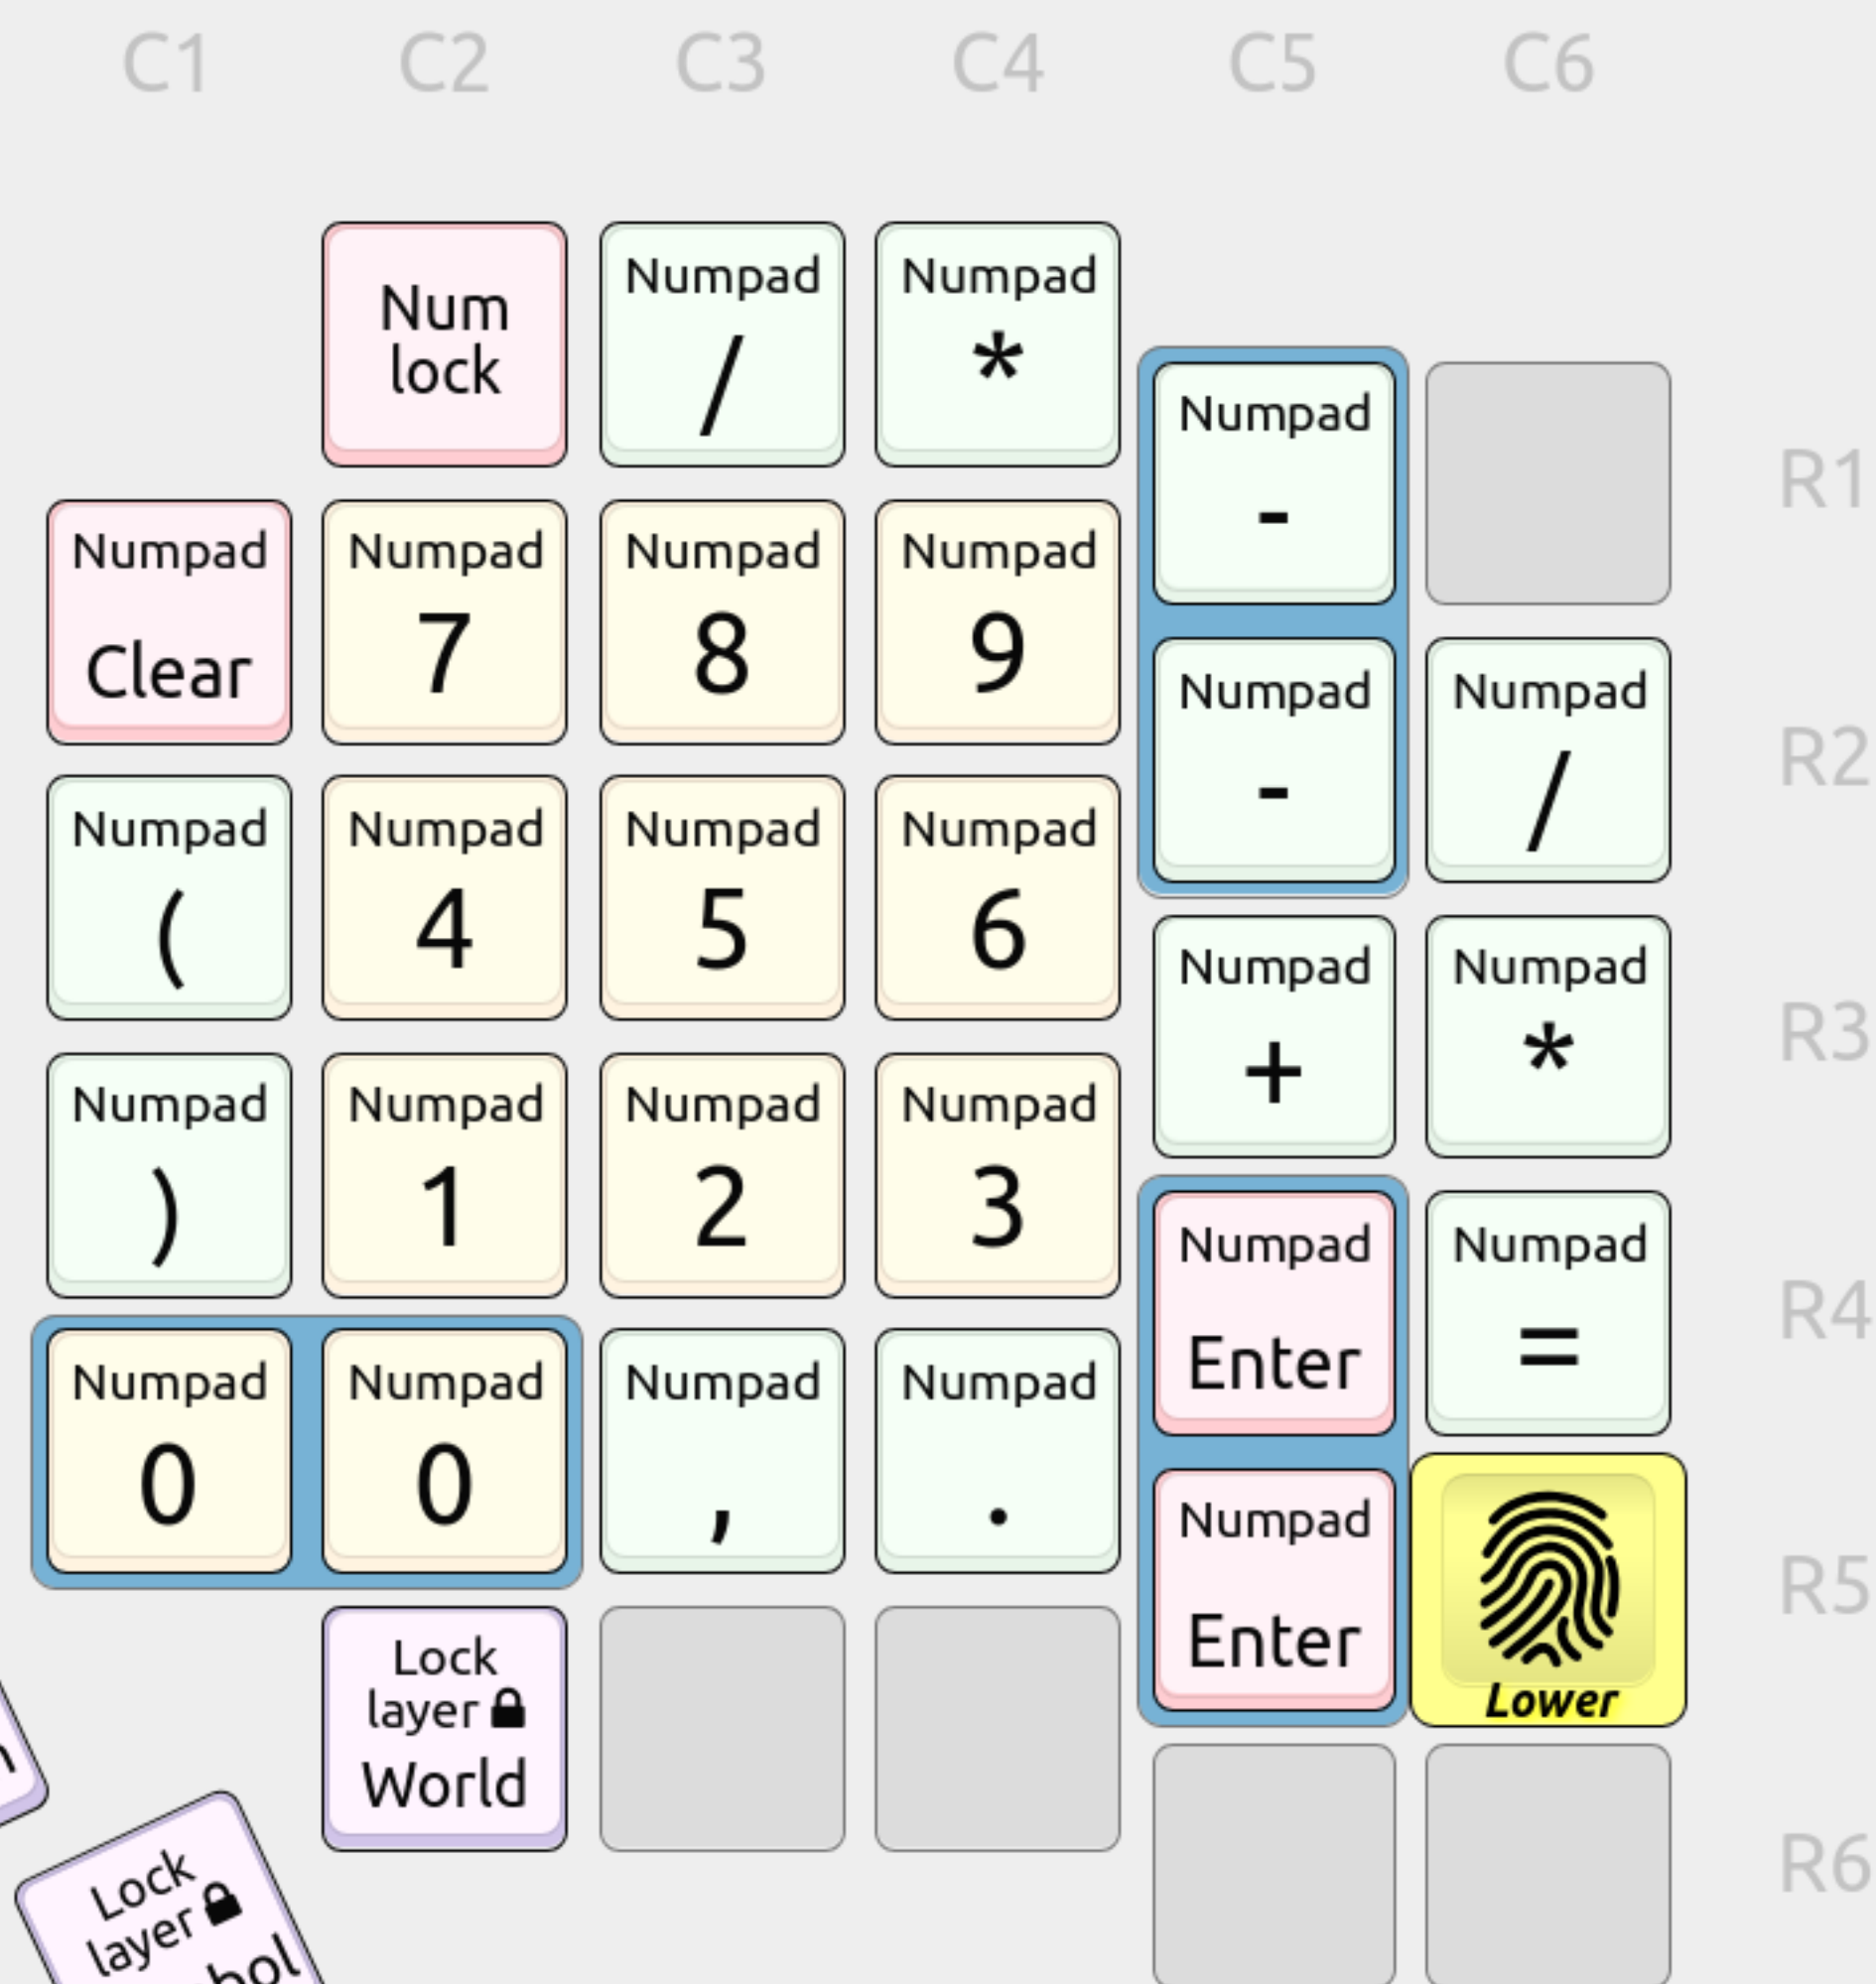 C1 C2 C3 C4 C5 C6
Num
lock
Numpad
/
Numpad
*
Numpad
-
R1
Numpad
Clear
Numpad
7
Numpad
8
Numpad
9
Numpad
-
Numpad
/
R2
Numpad
(
Numpad
4
Numpad
5
Numpad
6
Numpad
+
Numpad
*
R3
Numpad
)
Numpad
1
Numpad
2
Numpad
3
Numpad
Enter
Numpad
=
R4
Numpad
0
Numpad
0
Numpad
,
Numpad
.
Numpad
Enter
Lower
R5
Lock
layer
World
R6
Lock
layer